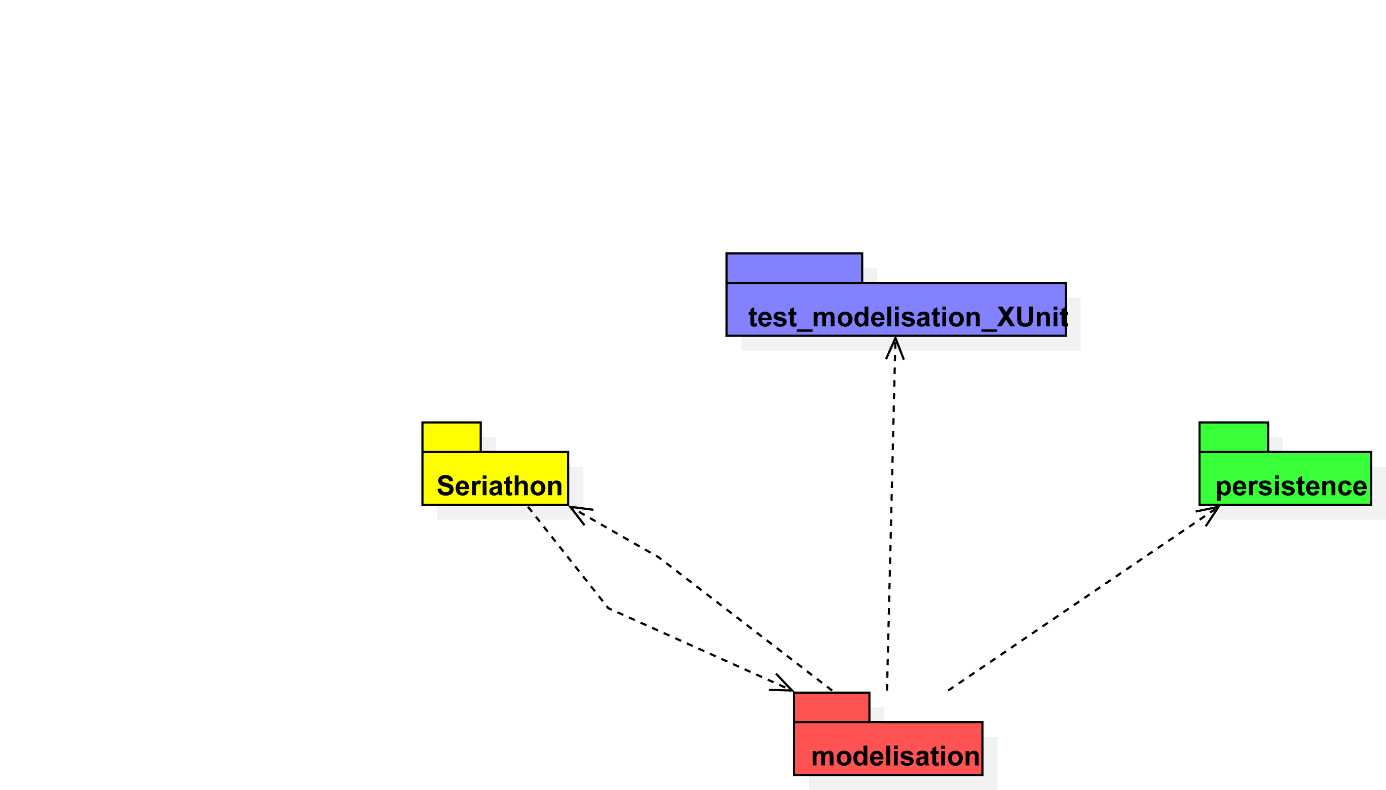 test_modelisation_XUnit
Seriathon
persistence
modelisation